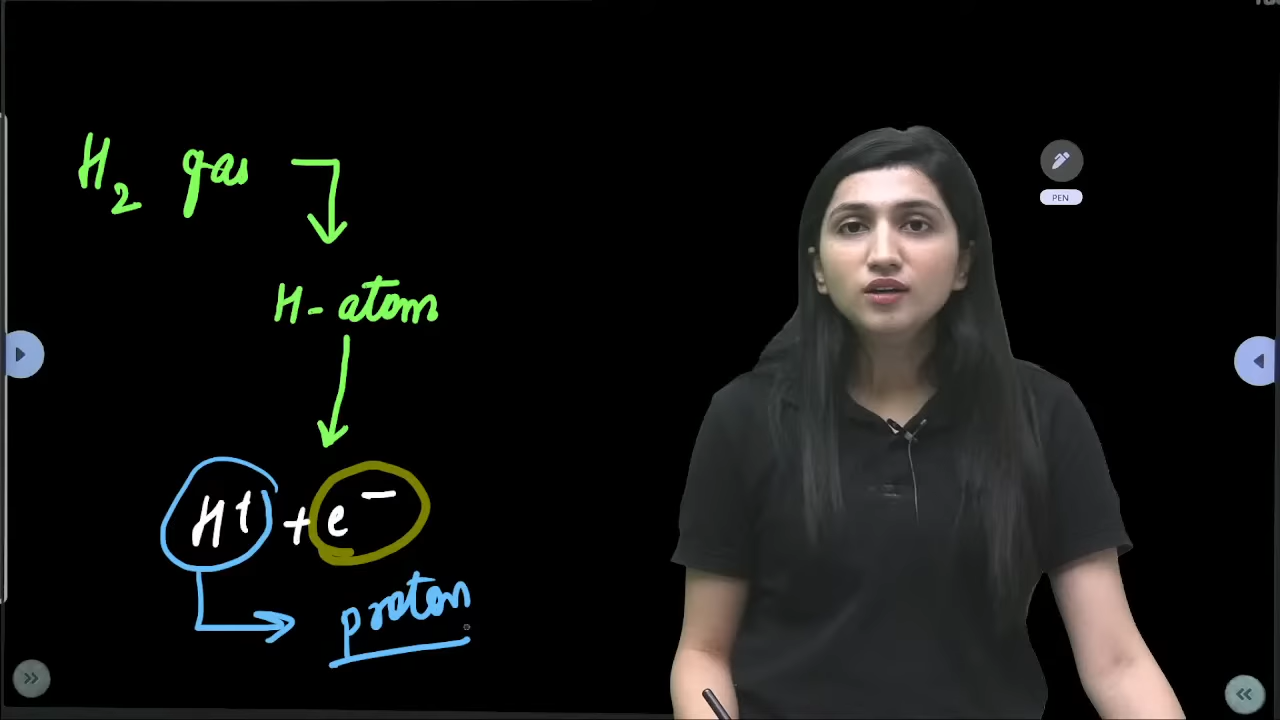 H₂ gas
PEN
H - atom
H⁺ + e⁻
proton